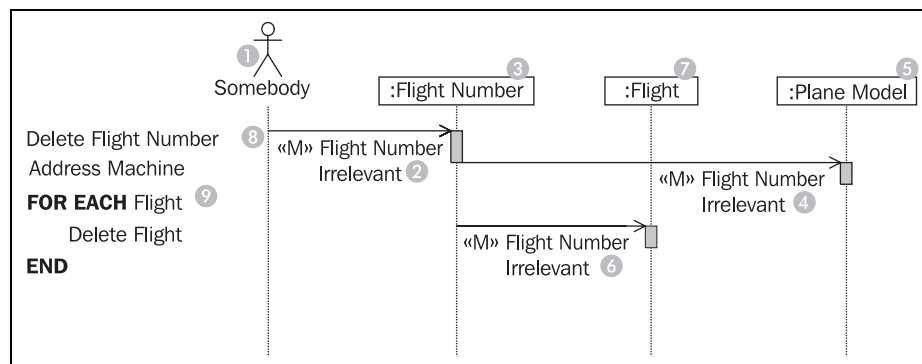 1
Somebody
3
:Flight Number
7
:Flight
5
:Plane Model
Delete Flight Number 8
«M» Flight Number
Irrelevant 2
Address Machine
«M» Flight Number
Irrelevant 4
FOR EACH Flight 9
Delete Flight
«M» Flight Number
Irrelevant 6
END